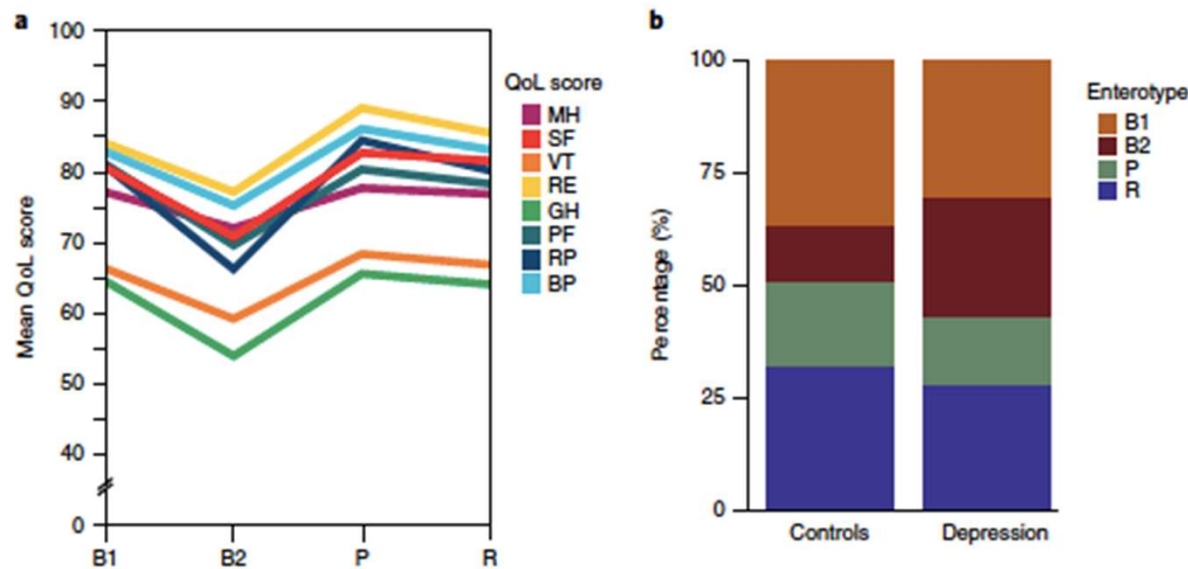 a
100
90
80
70
60
50
40
0
Mean QoL score
B1 B2 P R
QoL score
MH
SF
VT
RE
GH
PF
RP
BP
b
100
75
50
25
0
Percentage (%)
Controls Depression
Enterotype
B1
B2
P
R